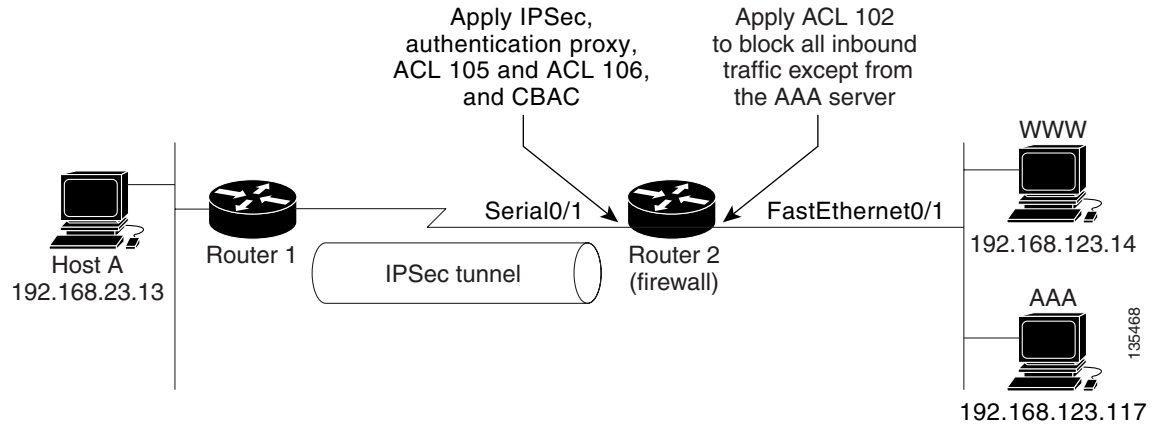 Apply IPSec,
authentication proxy,
ACL 105 and ACL 106,
and CBAC
Apply ACL 102
to block all inbound
traffic except from
the AAA server
WWW
Serial0/1
FastEthernet0/1
192.168.123.14
Host A
192.168.23.13
Router 1
IPSec tunnel
Router 2
(firewall)
AAA
192.168.123.117
135468